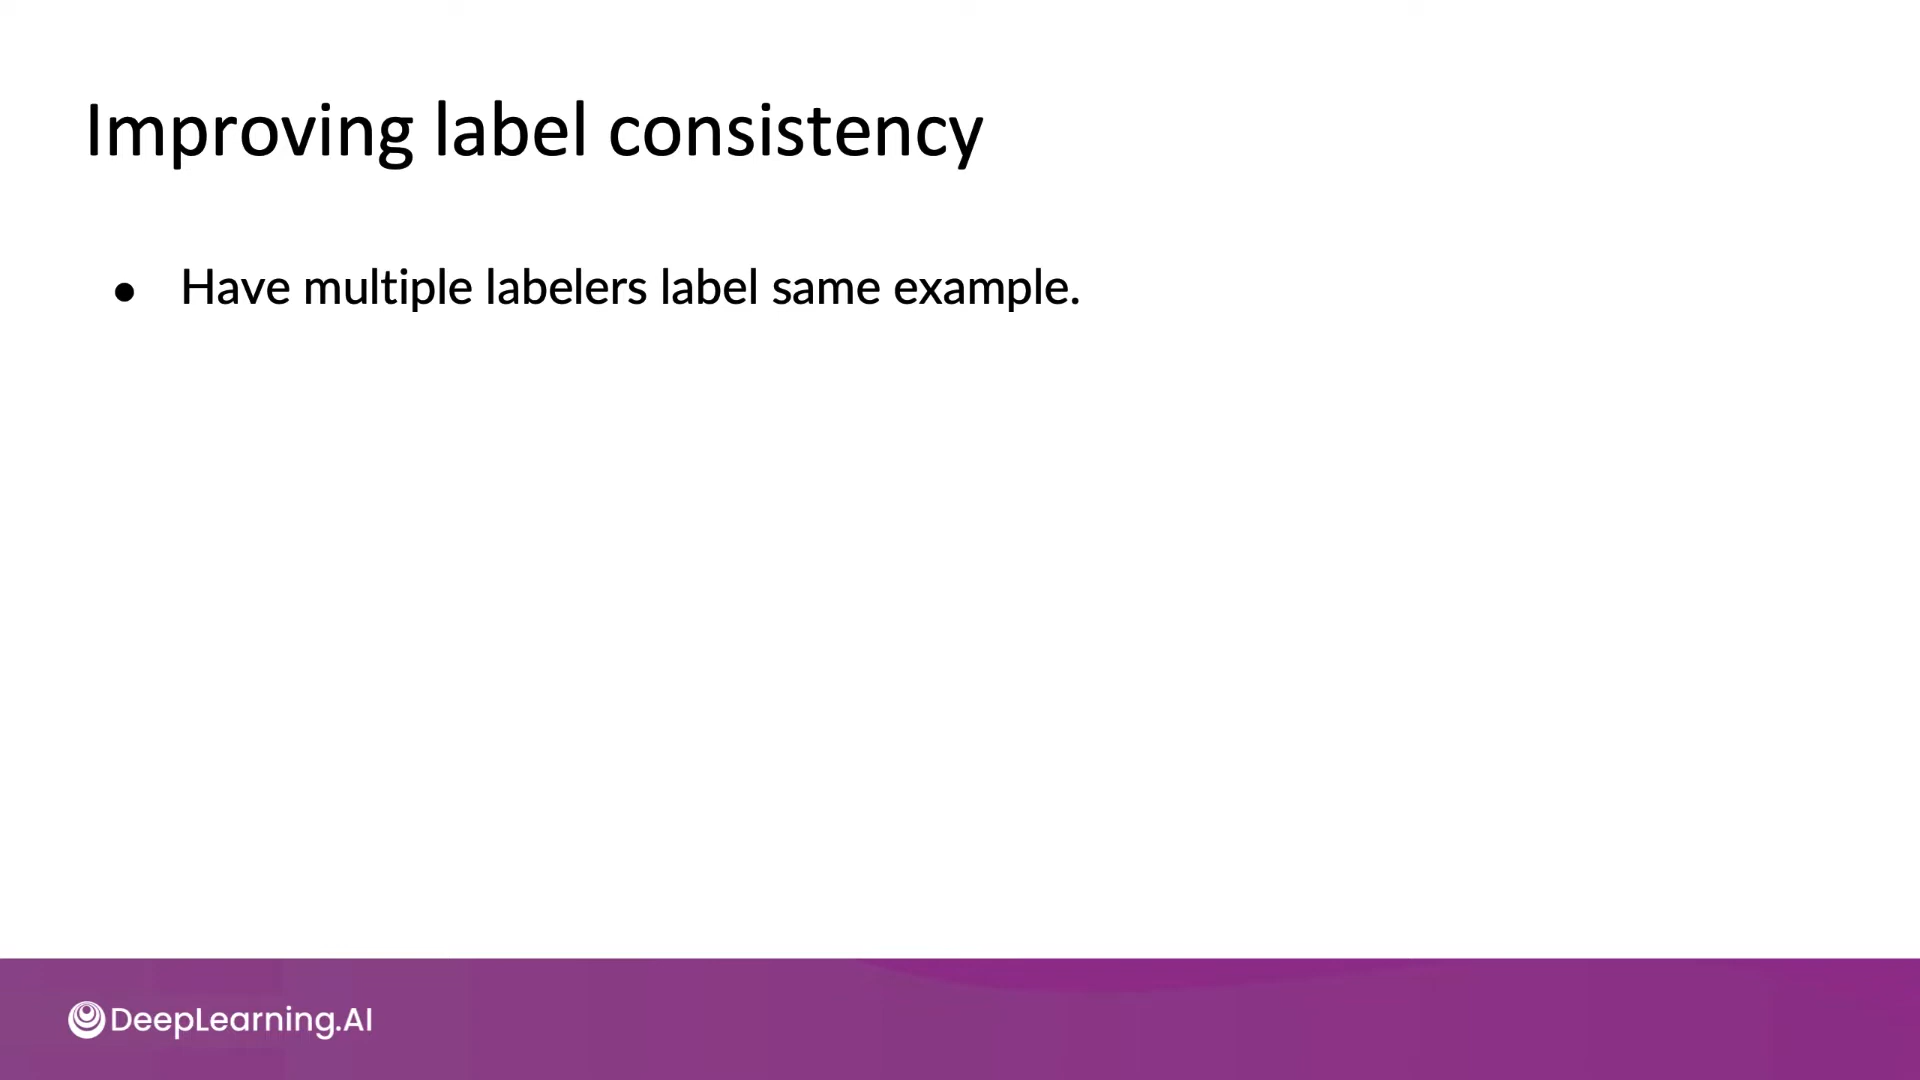 Improving label consistency
• Have multiple labelers label same example.
DeepLearning.AI